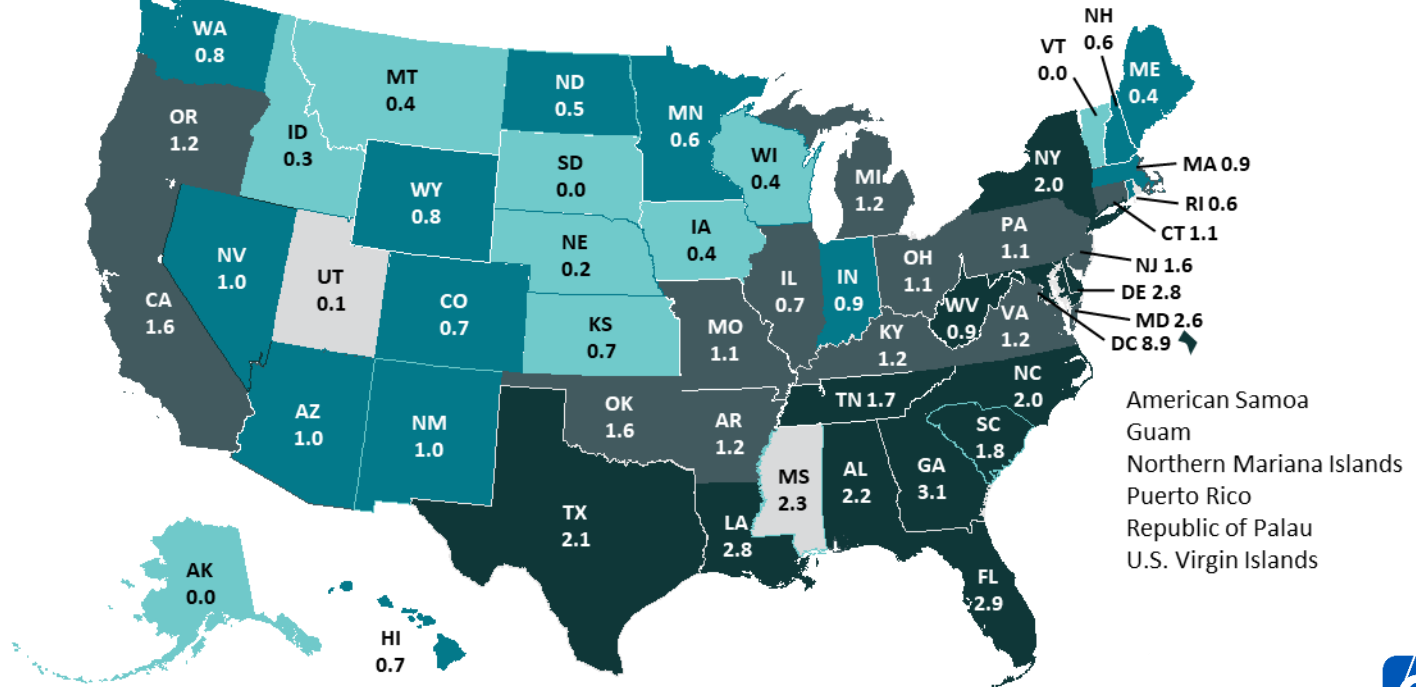 WA
0.8
MT
0.4
ND
0.5
MN
0.6
VT
0.0
NH
0.6
ME
0.4
OR
1.2
ID
0.3
SD
0.0
WI
0.4
MI
1.2
NY
2.0
MA 0.9
WY
0.8
RI 0.6
CT 1.1
NV
1.0
UT
0.1
NE
0.2
IA
0.4
PA
1.1
NJ 1.6
CA
1.6
CO
0.7
KS
0.7
MO
1.1
IL
0.7
IN
0.9
OH
1.1
WV
0.9
VA
1.2
DE 2.8
MD 2.6
DC 8.9
KY
1.2
AZ
1.0
NM
1.0
OK
1.6
AR
1.2
TN 1.7
NC
2.0
SC
1.8
MS
2.3
AL
2.2
GA
3.1
TX
2.1
LA
2.8
FL
2.9
AK
0.0
HI
0.7
American Samoa
Guam
Northern Mariana Islands
Puerto Rico
Republic of Palau
U.S. Virgin Islands